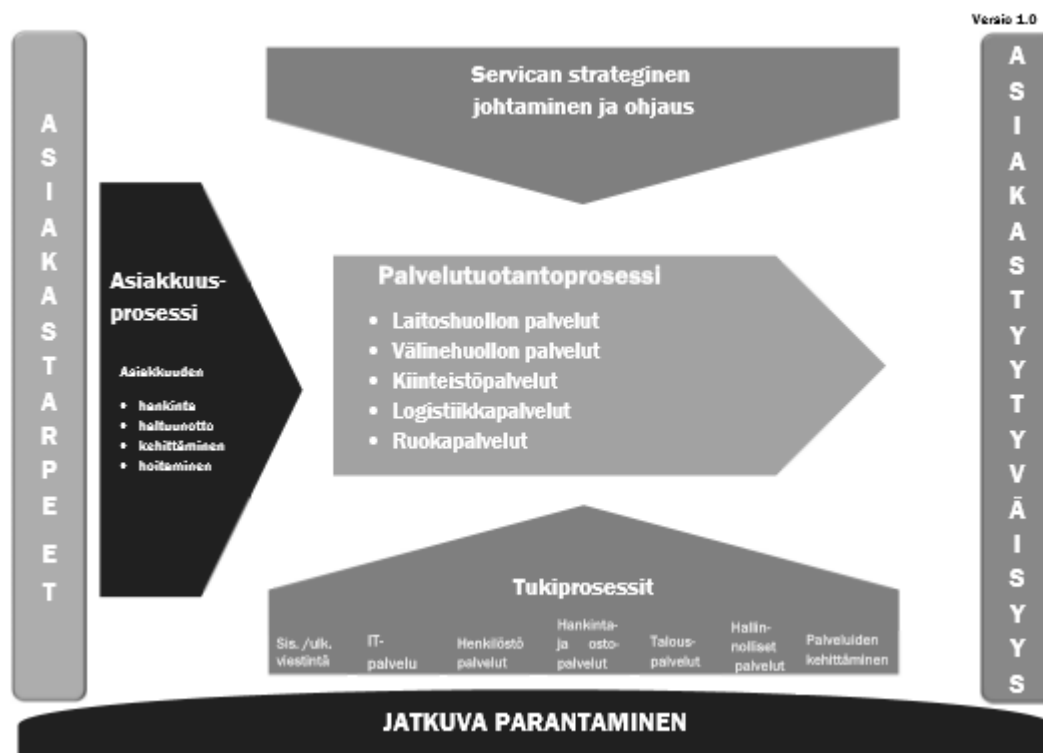 Versio 1.0
ASIAKASTARPEET
Servican strateginen
johtaminen ja ohjaus
Asiakkuus-
prosessi
Asiakkuuden
• hankinta
• haltuunotto
• kehittäminen
• hoitaminen
Palvelutuotantoprosessi
• Laitoshuollon palvelut
• Välinehuollon palvelut
• Kiinteistöpalvelut
• Logistiikkapalvelut
• Ruokapalvelut
Tukiprosessit
Sis./ulk.
viestintä
IT-
palvelu
Henkilöstö
palvelut
Hankinta-
ja osto-
palvelut
Talous-
palvelut
Hallin-
nolliset
palvelut
Palveluiden
kehittäminen
ASIAKASTYYTYVÄISYYS
JATKUVA PARANTAMINEN